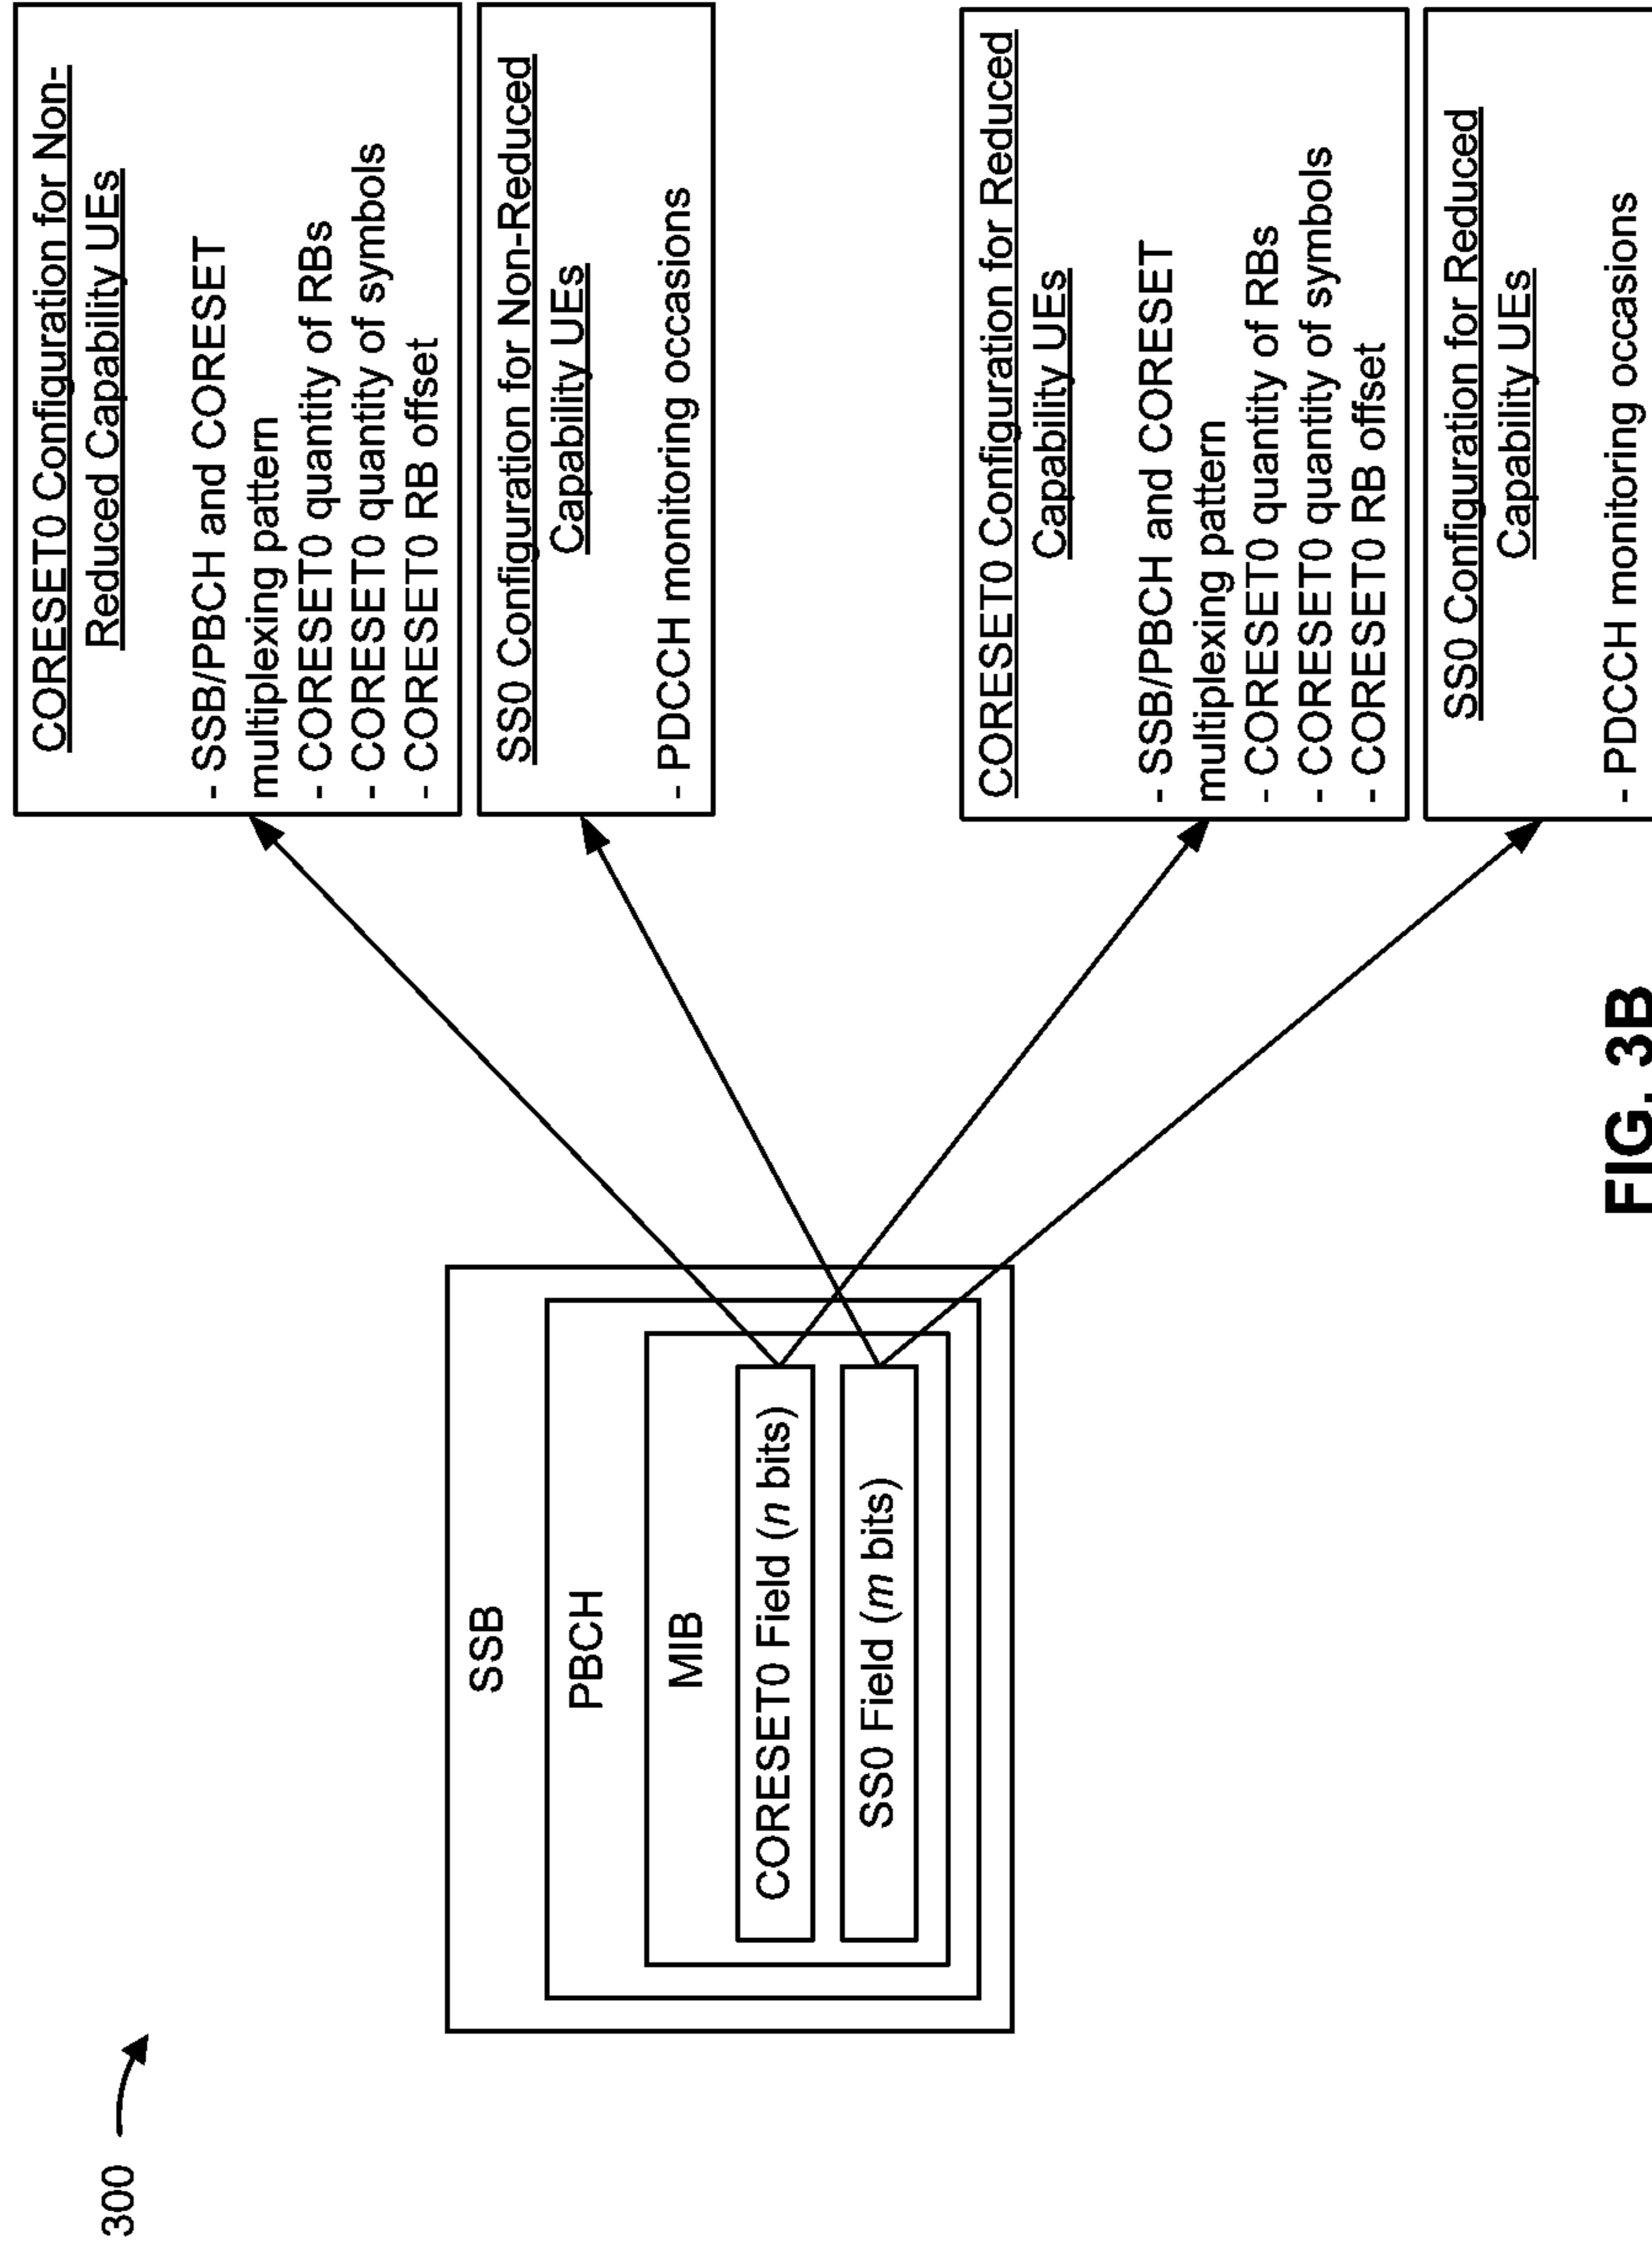 300
SSB
PBCH
MIB
CORESET0 Field (n bits)
SS0 Field (m bits)
CORESET0 Configuration for Non-
Reduced Capability UEs
- SSB/PBCH and CORESET
multiplexing pattern
- CORESET0 quantity of RBs
- CORESET0 quantity of symbols
- CORESET0 RB offset
SS0 Configuration for Non-Reduced
Capability UEs
- PDCCH monitoring occasions
CORESET0 Configuration for Reduced
Capability UEs
- SSB/PBCH and CORESET
multiplexing pattern
- CORESET0 quantity of RBs
- CORESET0 quantity of symbols
- CORESET0 RB offset
SS0 Configuration for Reduced
Capability UEs
- PDCCH monitoring occasions
FIG. 3B